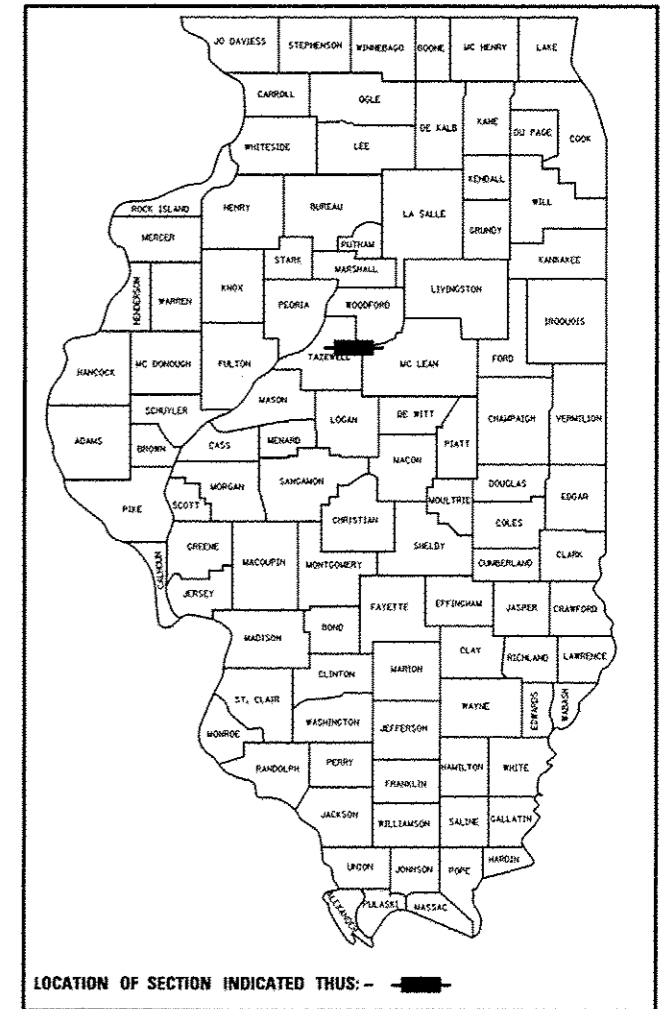 JO DAVIESS STEPHENSON WINNEBAGO BOONE MC HENRY LAKE
CARROLL OGLE DE KALB KANE DU PAGE COOK
WHITESIDE LEE KENDALL WILL
ROCK ISLAND HENRY BUREAU LA SALLE GRUNDY
MERCER PUTNAM KANKAKEE
HENDERSON WARREN KNOX STARK MARSHALL LIVINGSTON IROQUOIS
PEORIA WOODFORD
HANCOCK MC DONOUGH FULTON TAZEWELL MC LEAN FORD
SCHUYLER MASON LOGAN DE WITT CHAMPAIGN VERMILION
ADAMS BROWN CASS MENARD MACON PIATT
PIKE SCOTT MORGAN SANGAMON CHRISTIAN MOULTRIE DOUGLAS EDGAR
CALHOUN GREENE MACOUPIN MONTGOMERY SHELBY COLES
JERSEY CUMBERLAND CLARK
MADISON BOND FAYETTE EFFINGHAM JASPER CRAWFORD
CLINTON MARION CLAY RICHLAND LAWRENCE
ST. CLAIR WASHINGTON JEFFERSON WAYNE EDWARDS WABASH
MONROE
RANDOLPH PERRY FRANKLIN HAMILTON WHITE
JACKSON WILLIAMSON SALINE GALLATIN
UNION JOHNSON POPE HARDIN
ALEXANDER PULASKI MASSAC
LOCATION OF SECTION INDICATED THUS: -